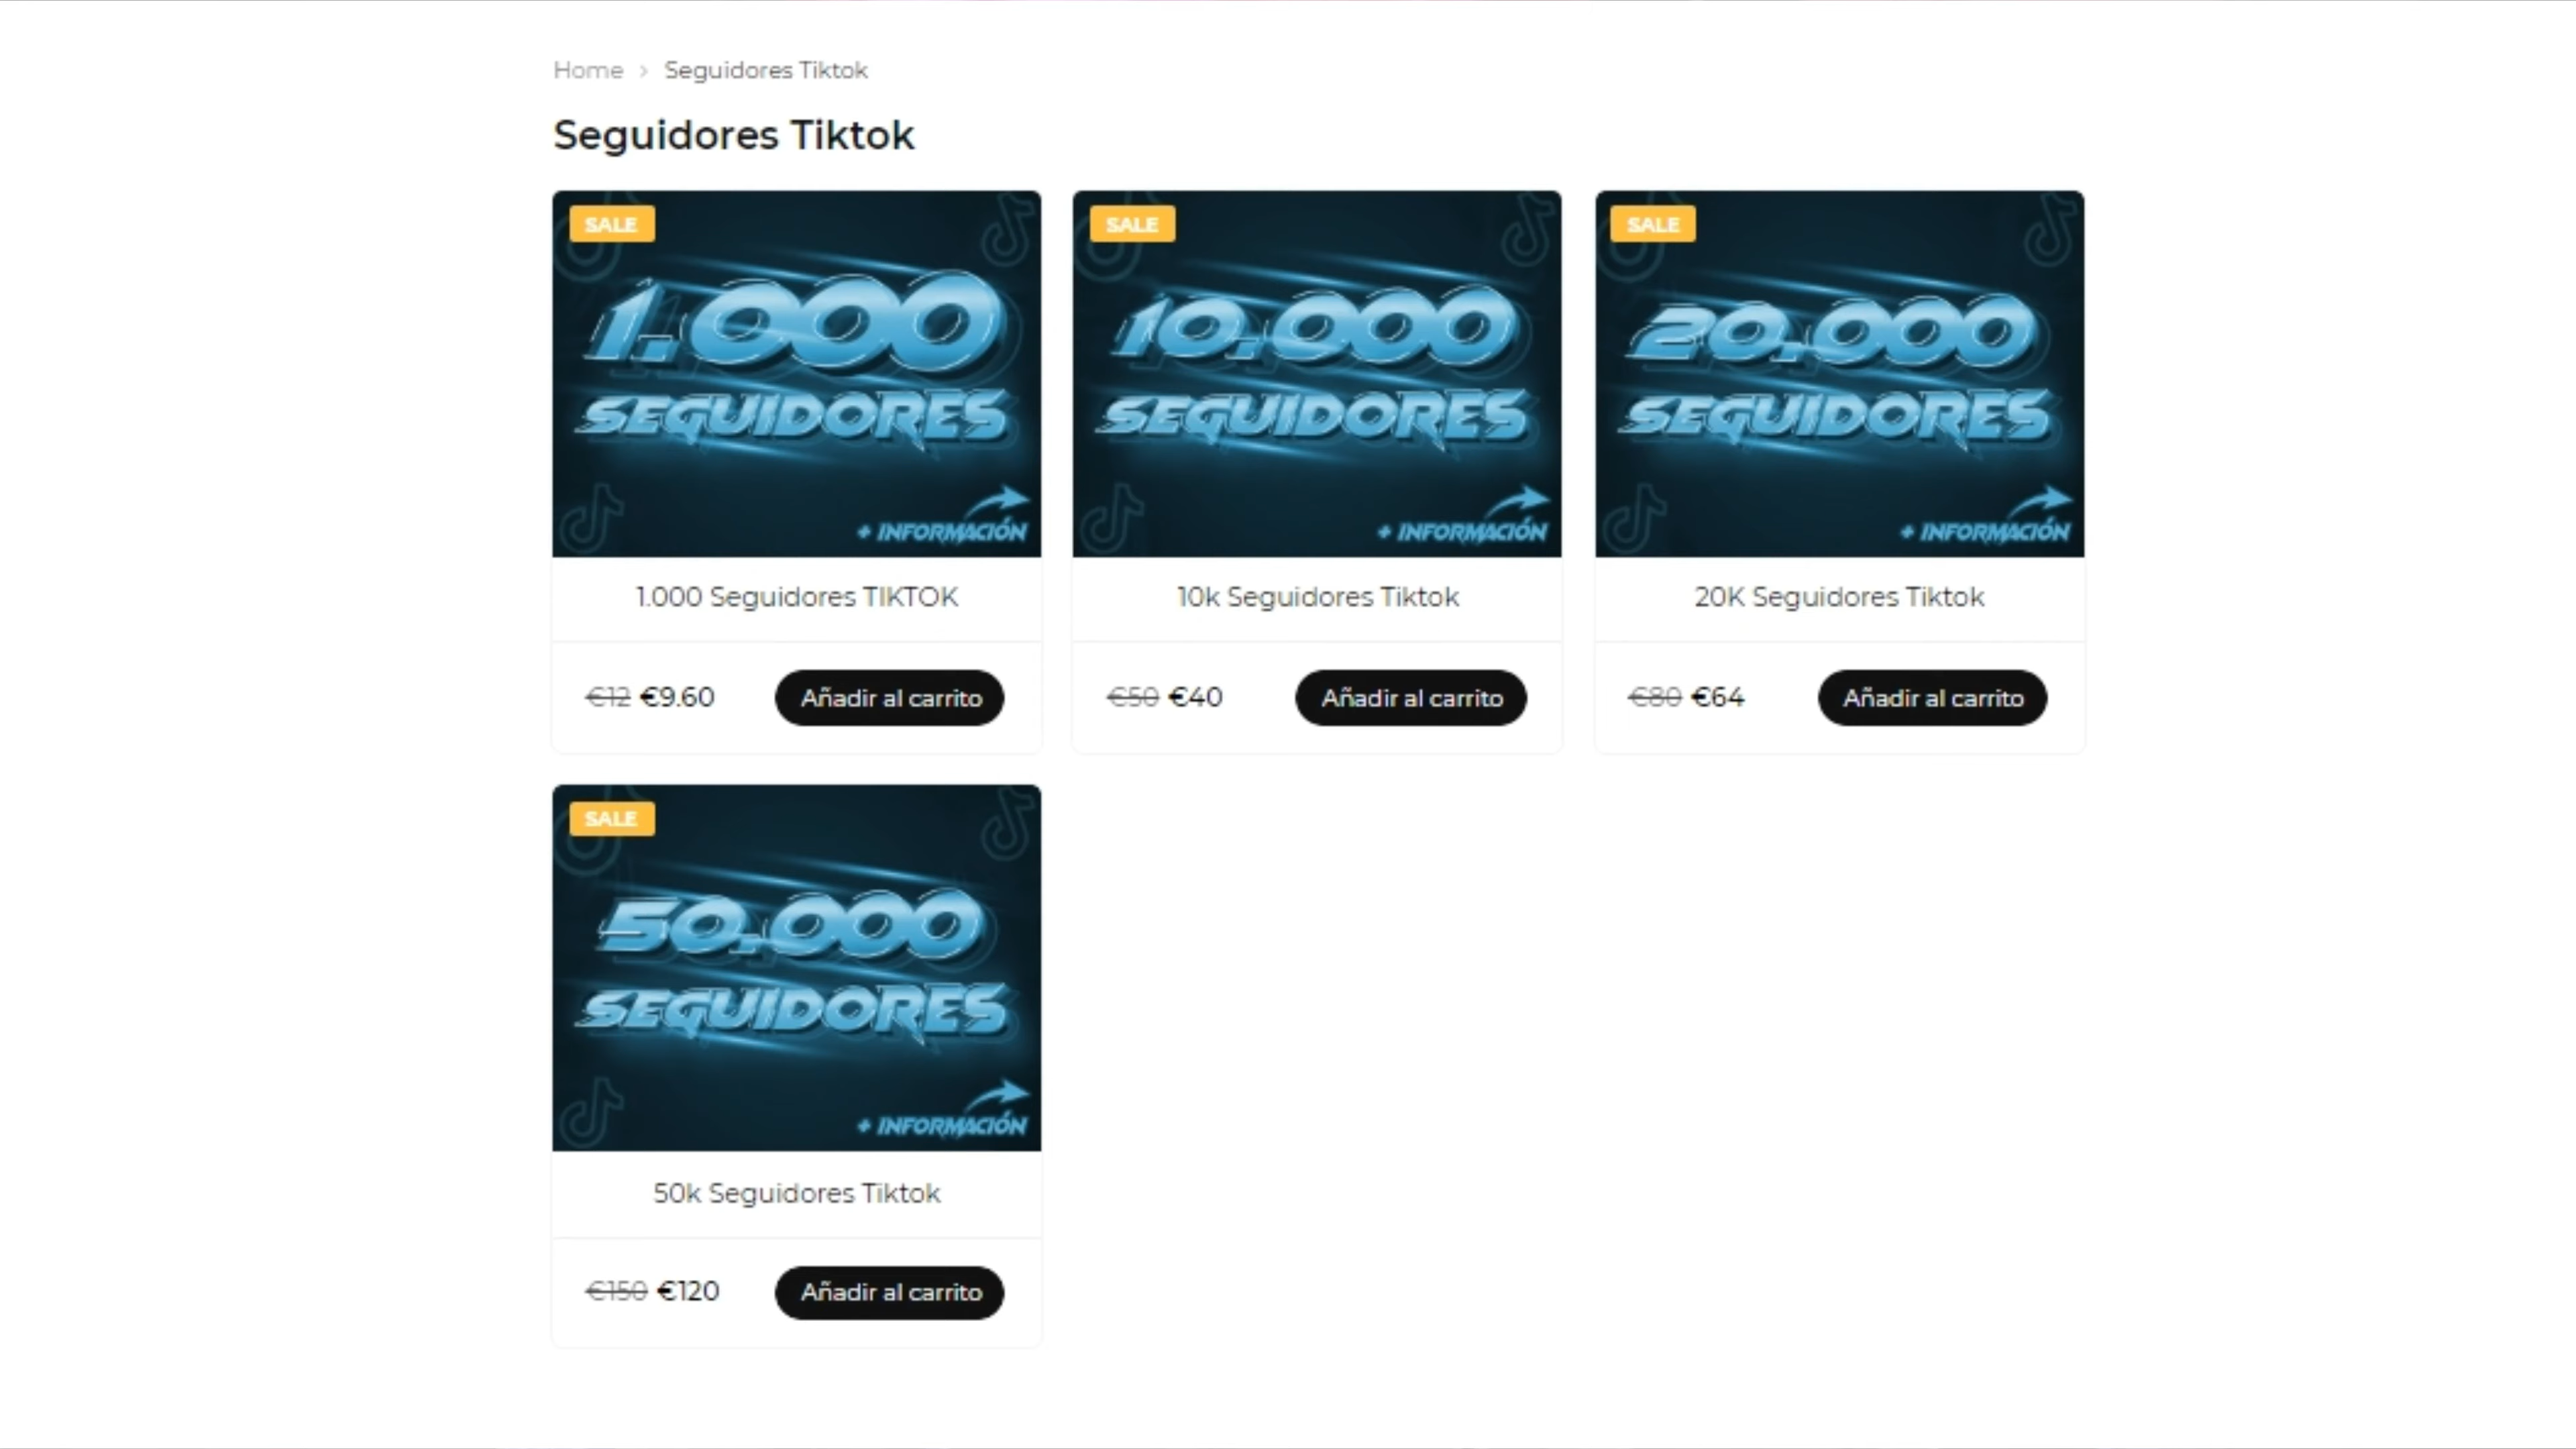 Home > Seguidores Tiktok
Seguidores Tiktok
SALE
1.000
SEGUIDORES
+ INFORMACIÓN
1.000 Seguidores TIKTOK
€12 €9.60 Añadir al carrito
SALE
10.000
SEGUIDORES
+ INFORMACIÓN
10k Seguidores Tiktok
€50 €40 Añadir al carrito
SALE
20.000
SEGUIDORES
+ INFORMACIÓN
20K Seguidores Tiktok
€80 €64 Añadir al carrito
SALE
50.000
SEGUIDORES
+ INFORMACIÓN
50k Seguidores Tiktok
€150 €120 Añadir al carrito